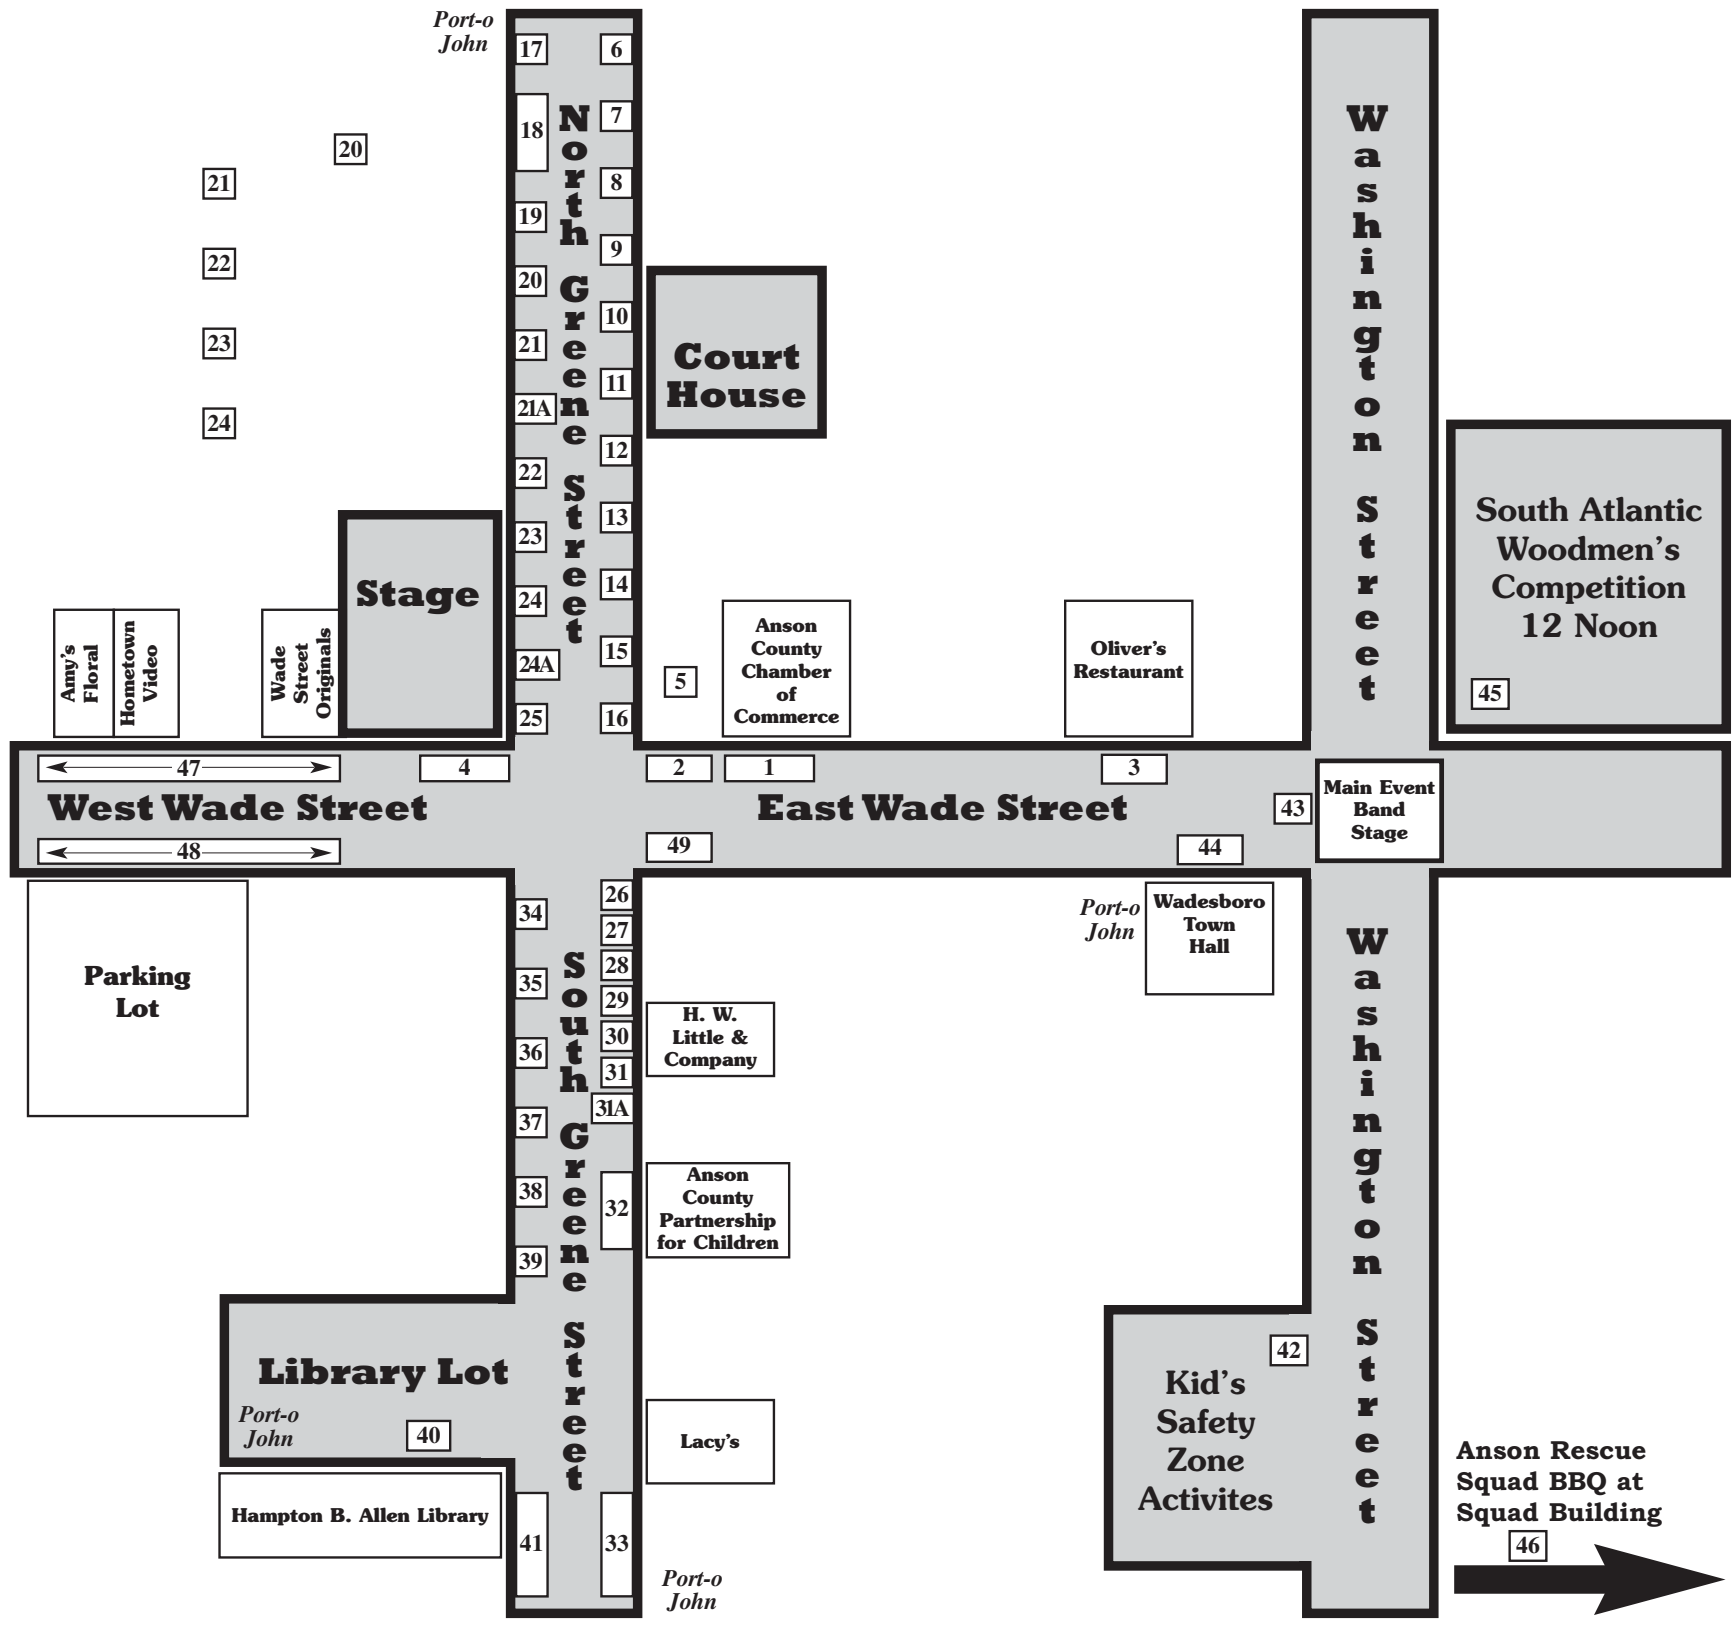 Port-o
John
17
6
18
7
20
21
8
19
9
22
20
10
23
21
11
24
21A
12
22
13
23
14
24
15
24A
5
25
16
North Greene Street
Court
House
Washington Street
South Atlantic
Woodmen's
Competition
12 Noon
45
Stage
Amy's
Floral
Hometown
Video
Wade
Street
Originals
Anson
County
Chamber
of
Commerce
Oliver's
Restaurant
47
4
2
1
3
West Wade Street
East Wade Street
43
Main Event
Band
Stage
48
49
44
Parking
Lot
34
26
27
35
28
29
36
30
31
37
31A
38
32
39
South Greene Street
H. W.
Little &
Company
Anson
County
Partnership
for Children
Port-o
John
Wadesboro
Town
Hall
Washington Street
Library Lot
Port-o
John
40
Hampton B. Allen Library
41
33
Lacy's
Port-o
John
42
Kid's
Safety
Zone
Activites
Anson Rescue
Squad BBQ at
Squad Building
46